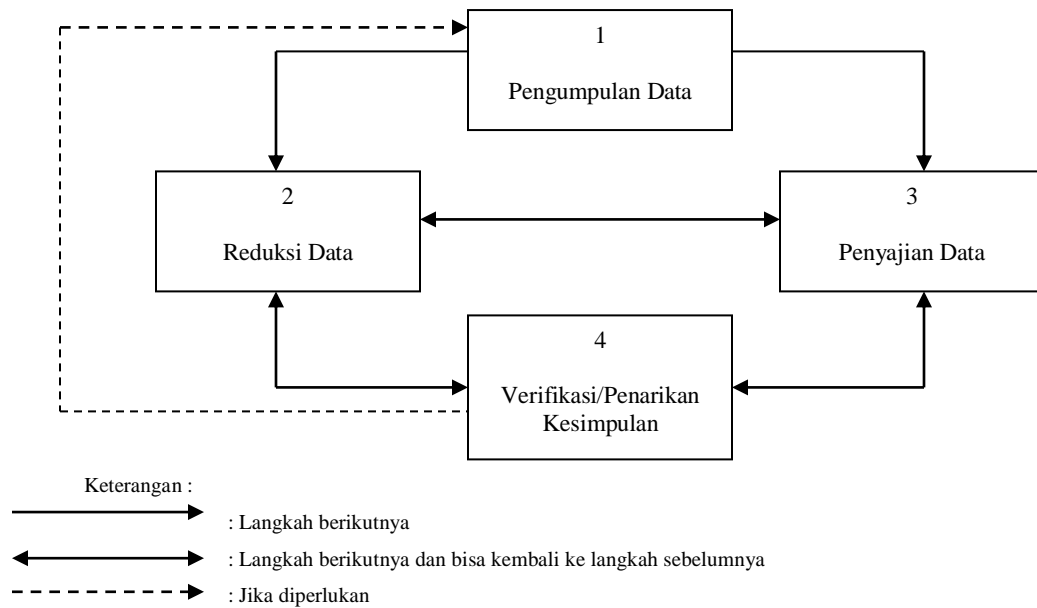 1
Pengumpulan Data
2
Reduksi Data
3
Penyajian Data
4
Verifikasi/Penarikan
Kesimpulan
Keterangan :
: Langkah berikutnya
: Langkah berikutnya dan bisa kembali ke langkah sebelumnya
: Jika diperlukan